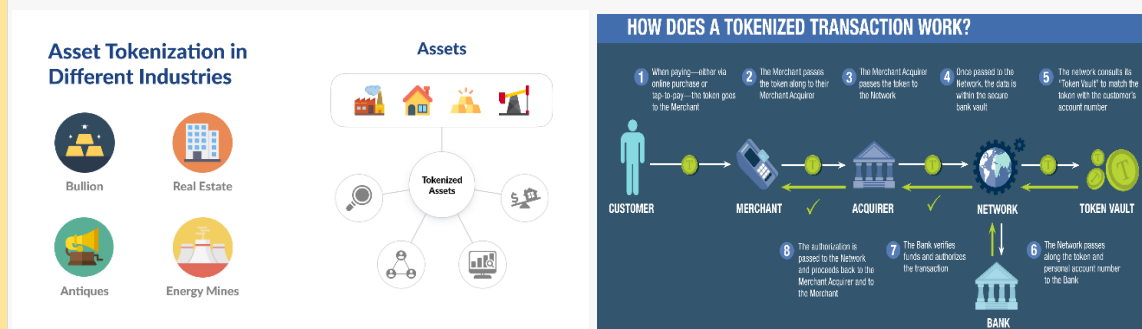 Asset Tokenization in
Different Industries
Bullion
Real Estate
Antiques
Energy Mines
Assets
Tokenized
Assets
HOW DOES A TOKENIZED TRANSACTION WORK?
1
When paying—either via
online purchase or
tap-to-pay—the token goes
to the Merchant
2
The Merchant passes
the token along to their
Merchant Acquirer
3
The Merchant Acquirer
passes the token to
the Network
4
Once passed to the
Network, the data is
within the secure
bank vault
5
The network consults its
"Token Vault" to match the
token with the customer's
account number
T
T
T
T
T
T
CUSTOMER
MERCHANT
ACQUIRER
NETWORK
TOKEN VAULT
8
The authorization is
passed to the Network
and proceeds back to the
Merchant Acquirer and to
the Merchant
7
The Bank verifies
funds and authorizes
the transaction
6
The Network passes
along the token and
personal account number
to the Bank
BANK